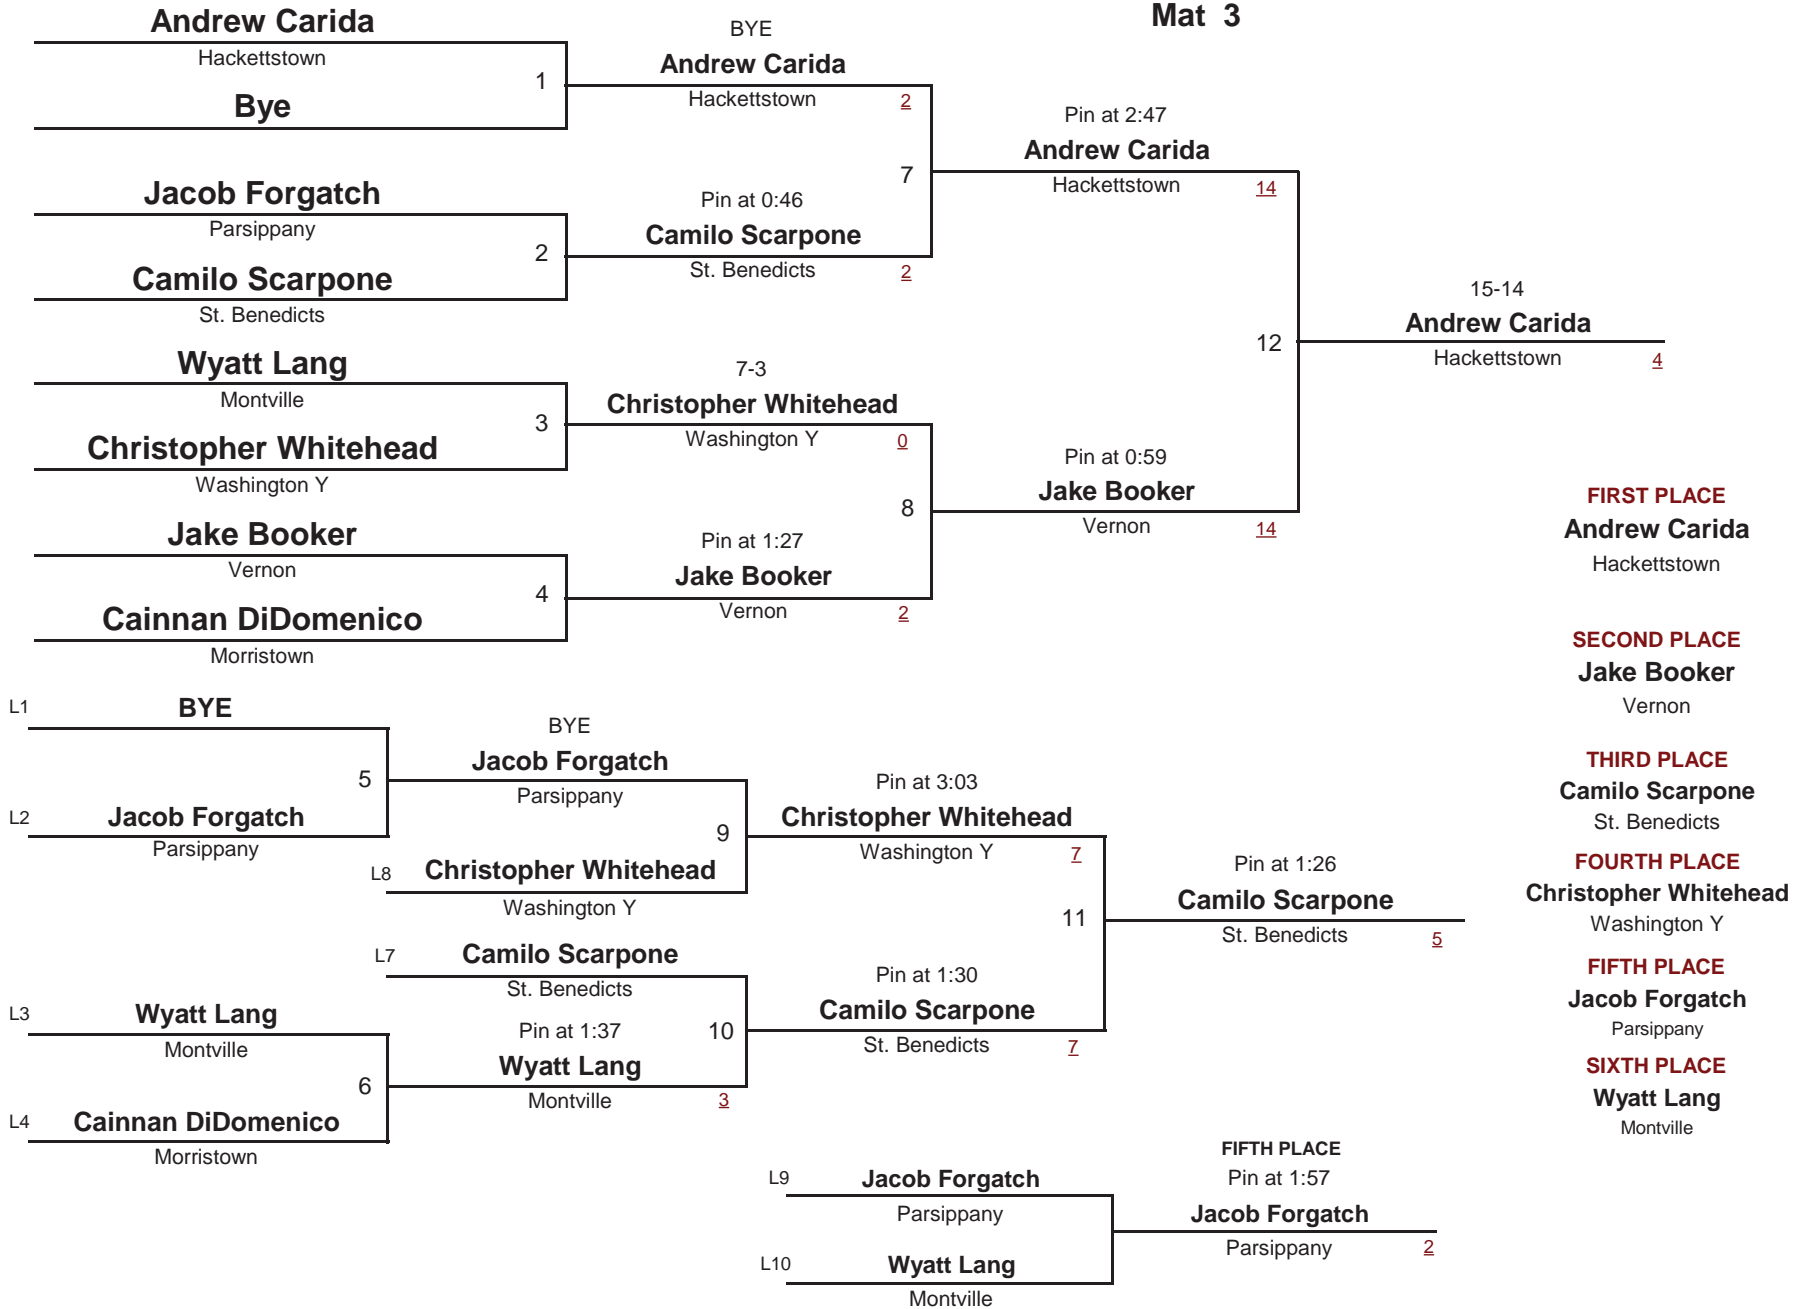 Mat 3
Andrew Carida
Hackettstown
1
Bye
Jacob Forgatch
Parsippany
2
Camilo Scarpone
St. Benedicts
Wyatt Lang
Montville
3
Christopher Whitehead
Washington Y
Jake Booker
Vernon
4
Cainnan DiDomenico
Morristown
BYE
Andrew Carida
Hackettstown 2
7
Pin at 0:46
Camilo Scarpone
St. Benedicts 2
7-3
Christopher Whitehead
Washington Y 0
8
Pin at 1:27
Jake Booker
Vernon 2
Pin at 2:47
Andrew Carida
Hackettstown 14
12
Pin at 0:59
Jake Booker
Vernon 14
15-14
Andrew Carida
Hackettstown 4
L1 BYE
5
L2 Jacob Forgatch
Parsippany
L3 Wyatt Lang
Montville
6
L4 Cainnan DiDomenico
Morristown
BYE
Jacob Forgatch
Parsippany
9
L8 Christopher Whitehead
Washington Y
L7 Camilo Scarpone
St. Benedicts
10
Pin at 1:37
Wyatt Lang
Montville 3
Pin at 3:03
Christopher Whitehead
Washington Y 7
11
Pin at 1:30
Camilo Scarpone
St. Benedicts 7
Pin at 1:26
Camilo Scarpone
St. Benedicts 5
L9 Jacob Forgatch
Parsippany
L10 Wyatt Lang
Montville
FIFTH PLACE
Pin at 1:57
Jacob Forgatch
Parsippany 2
FIRST PLACE
Andrew Carida
Hackettstown
SECOND PLACE
Jake Booker
Vernon
THIRD PLACE
Camilo Scarpone
St. Benedicts
FOURTH PLACE
Christopher Whitehead
Washington Y
FIFTH PLACE
Jacob Forgatch
Parsippany
SIXTH PLACE
Wyatt Lang
Montville